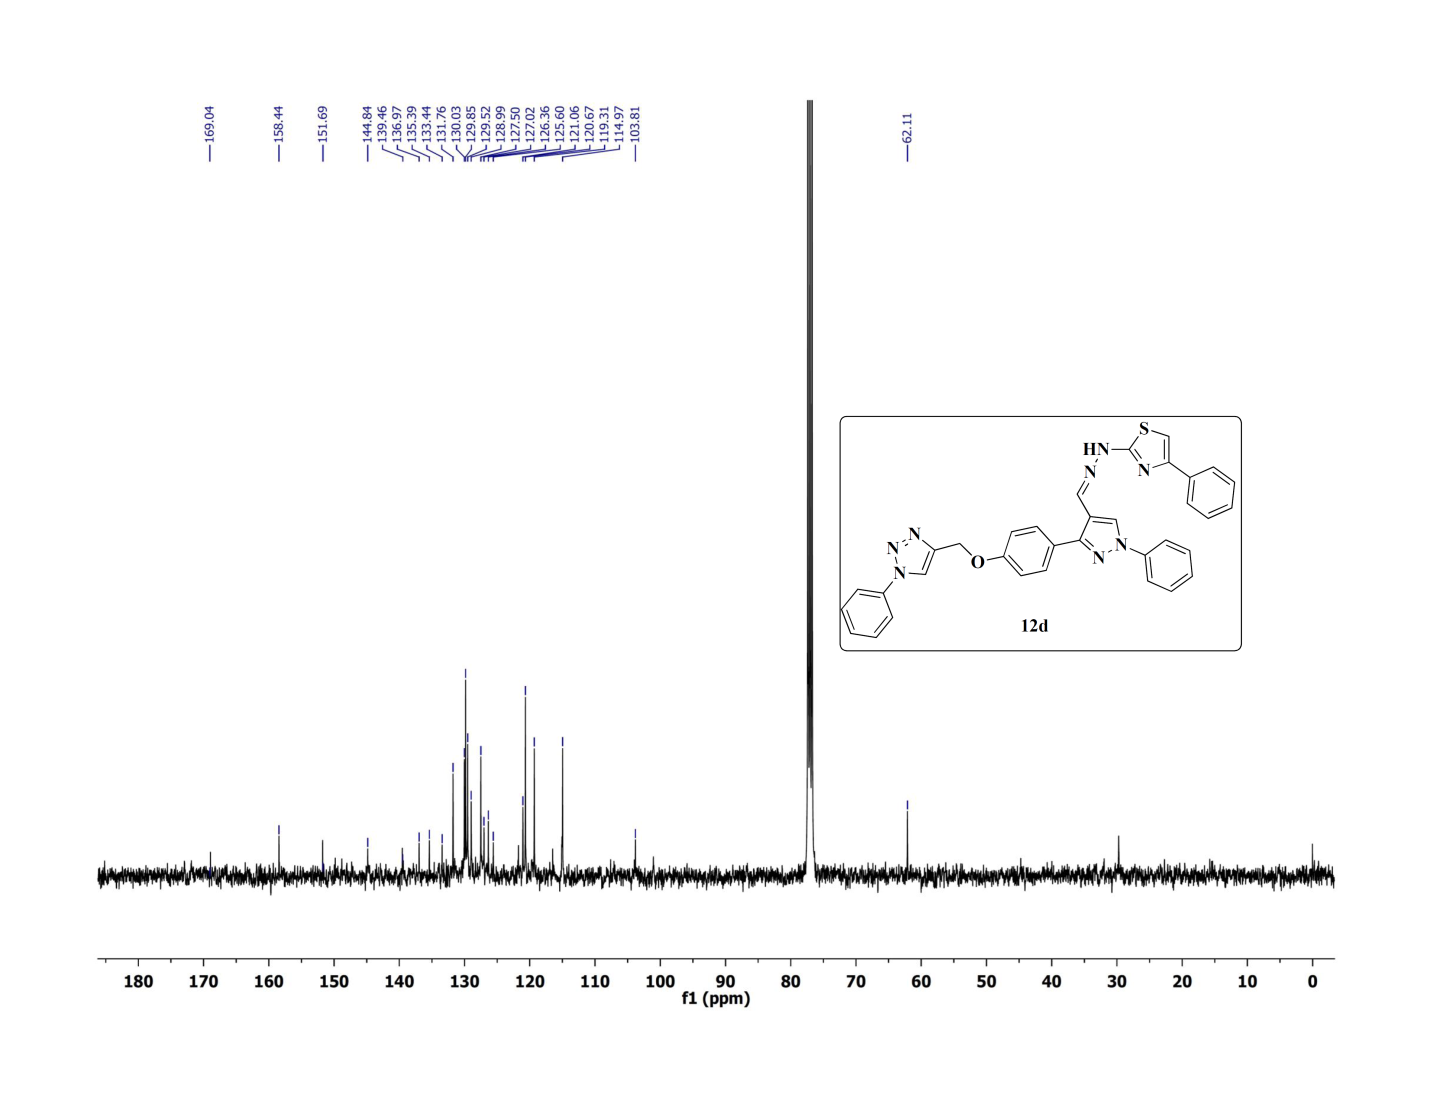 169.04
158.44
151.69
144.84
139.46
136.97
135.39
133.44
131.76
130.03
129.85
129.52
128.99
127.50
127.02
126.36
125.60
121.06
120.67
119.31
114.97
103.81
62.11
S
HN
N
N
N
N
N
O
N
N
12d
180 170 160 150 140 130 120 110 100 90 80 70 60 50 40 30 20 10 0
f1 (ppm)